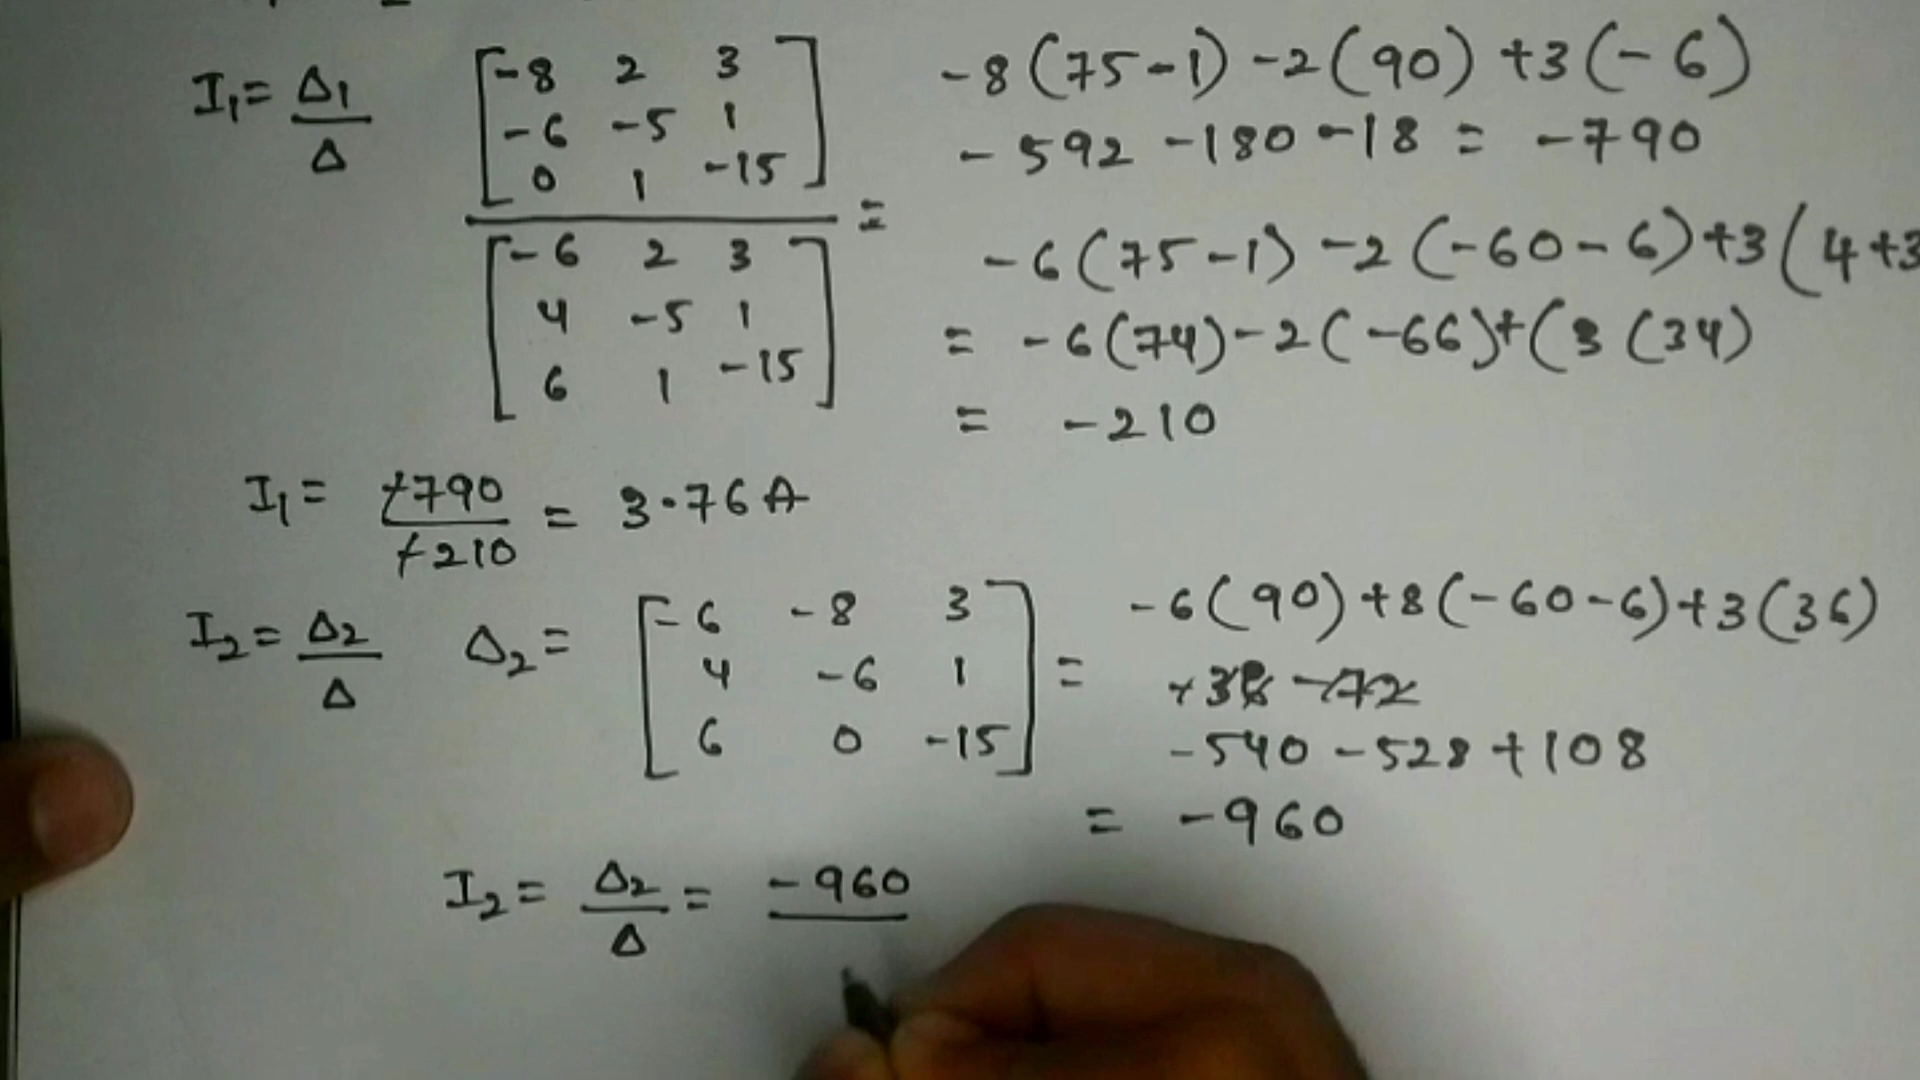 I₁ = Δ₁/Δ
[-8 2 3
-6 -5 1
0 1 -15]
[-6 2 3
4 -5 1
6 1 -15] =
-8(75-1) -2(90) +3(-6)
-592 -180 -18 = -790
-6(75-1) -2(-60-6)+3(4+3
= -6(74)-2(-66)+(3(34)
= -210
I₁ = +790/+210 = 3.76A
I₂ = Δ₂/Δ Δ₂ =
[-6 -8 3
4 -6 1
6 0 -15] =
-6(90)+8(-60-6)+3(36)
-540 -528 +108
= -960
I₂ = Δ₂/Δ = -960